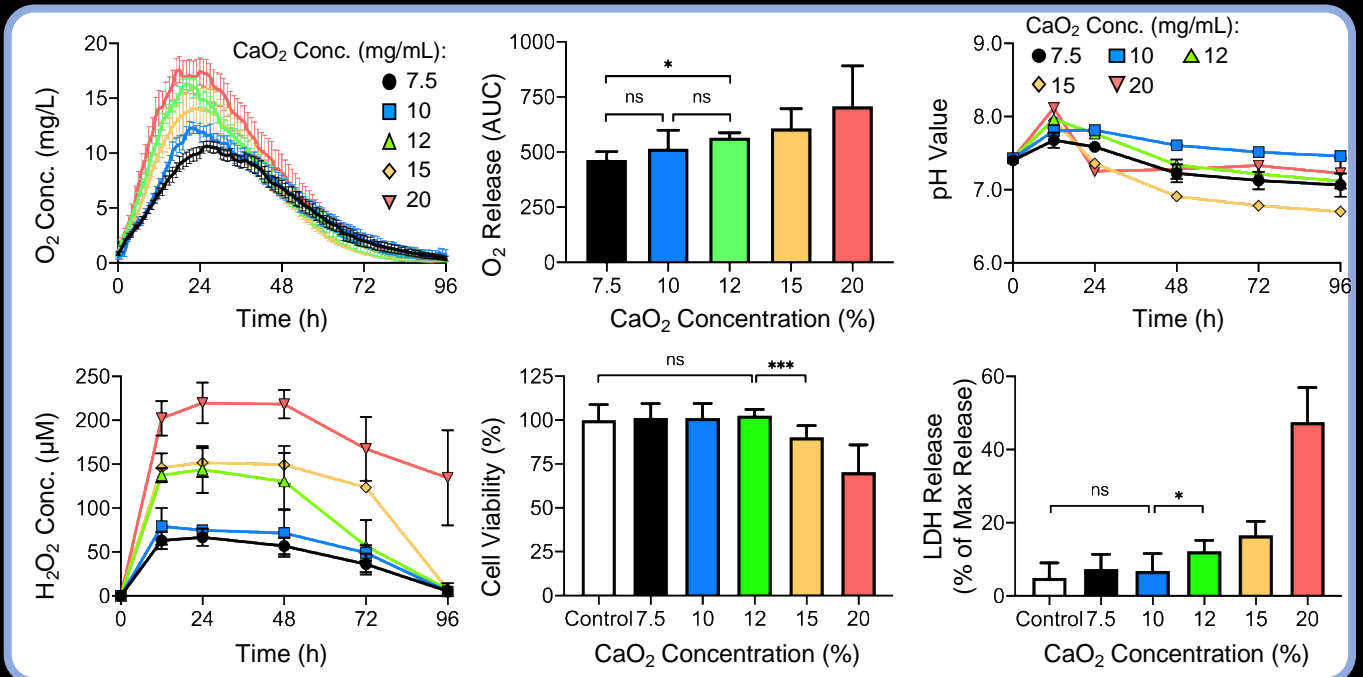 CaO₂ Conc. (mg/mL):
7.5
10
12
15
20
20
15
10
5
0
O₂ Conc. (mg/L)
0 24 48 72 96
Time (h)
1000
750
500
250
0
O₂ Release (AUC)
*
ns ns
7.5 10 12 15 20
CaO₂ Concentration (%)
CaO₂ Conc. (mg/mL):
7.5 10 12
15 20
9.0
8.0
7.0
6.0
pH Value
0 24 48 72 96
Time (h)
250
200
150
100
50
0
H₂O₂ Conc. (µM)
0 24 48 72 96
Time (h)
125
100
75
50
25
0
Cell Viability (%)
ns
***
Control 7.5 10 12 15 20
CaO₂ Concentration (%)
60
40
20
0
LDH Release
(% of Max Release)
ns
*
Control 7.5 10 12 15 20
CaO₂ Concentration (%)